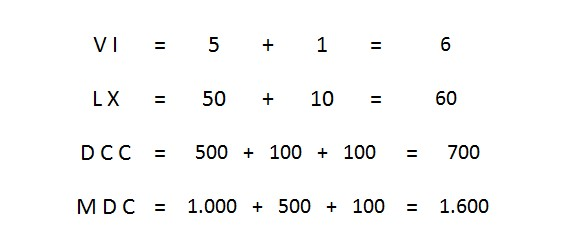 V I = 5 + 1 = 6
L X = 50 + 10 = 60
D C C = 500 + 100 + 100 = 700
M D C = 1.000 + 500 + 100 = 1.600